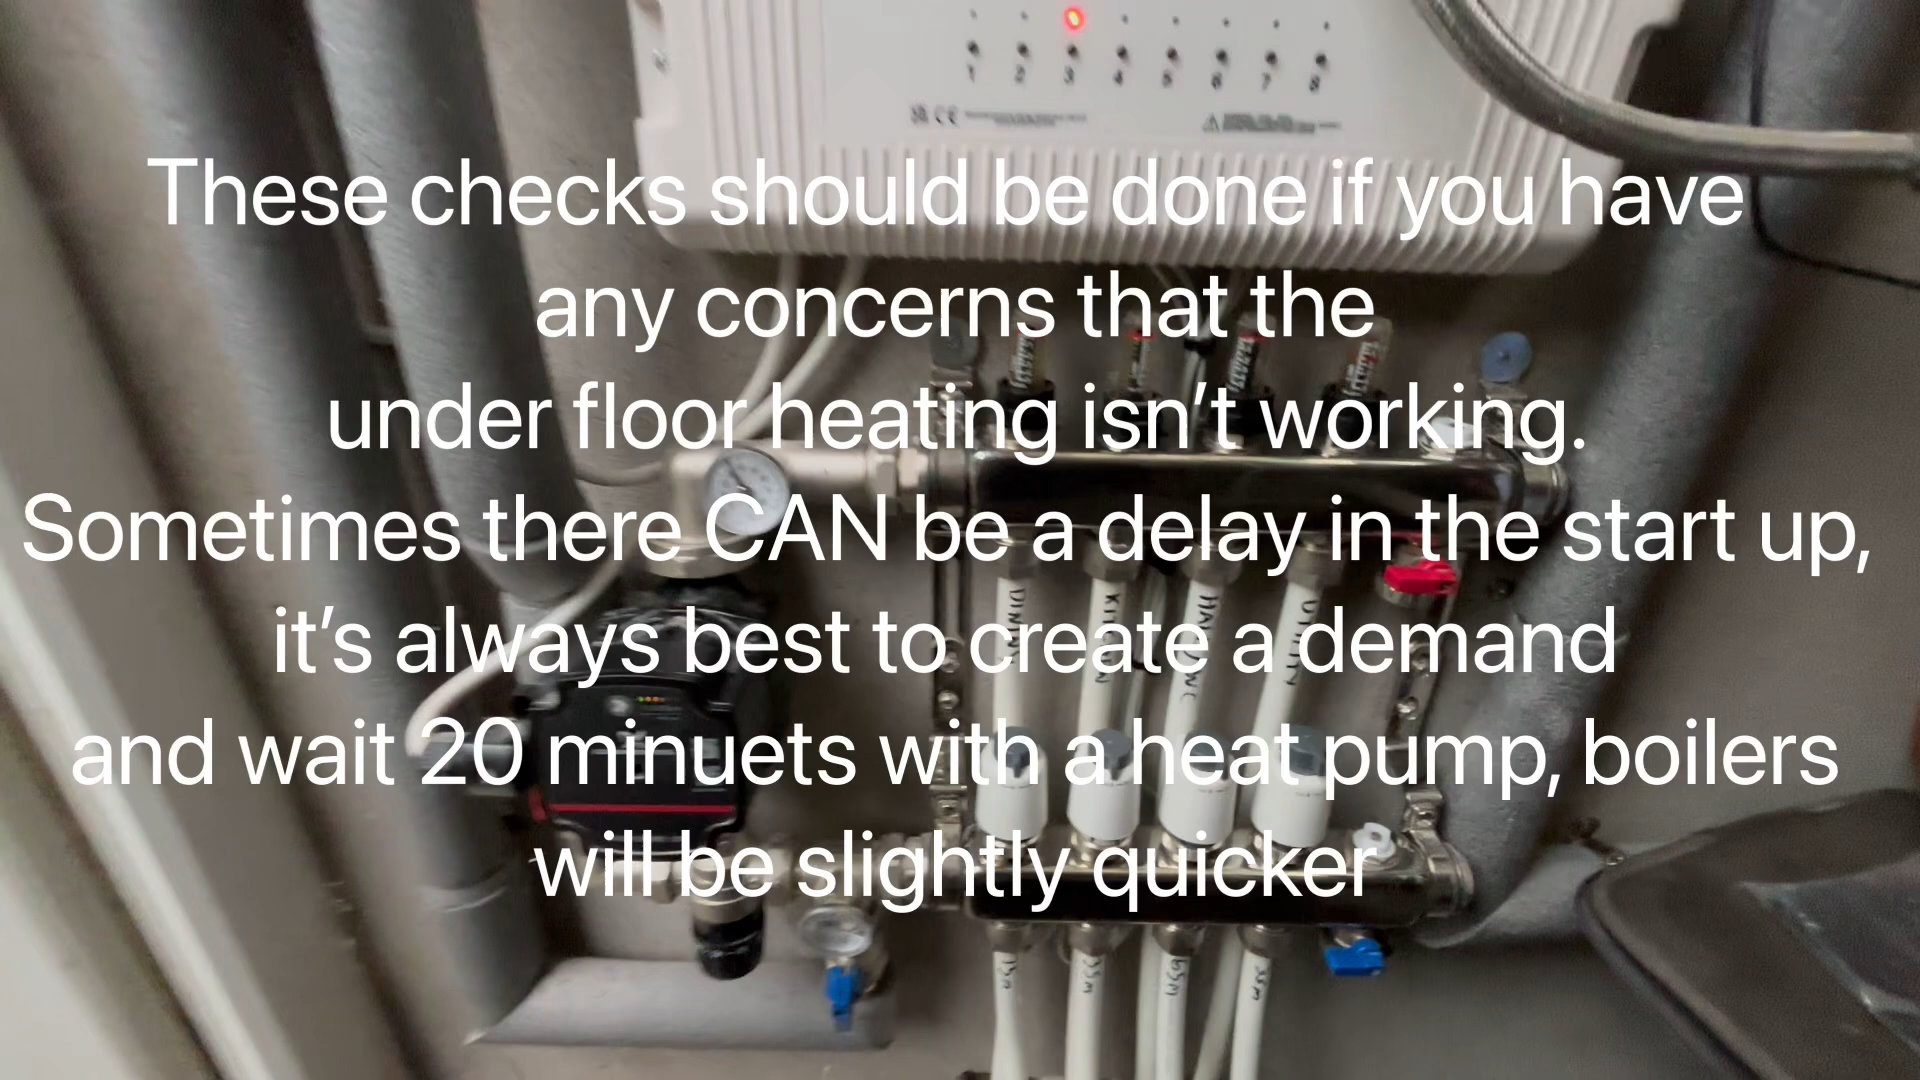 1 2 3 4 5 6 7 8
CE
These checks should be done if you have
any concerns that the
under floor heating isn’t working.
Sometimes there CAN be a delay in the start up,
it’s always best to create a demand
and wait 20 minuets with a heat pump, boilers
will be slightly quicker